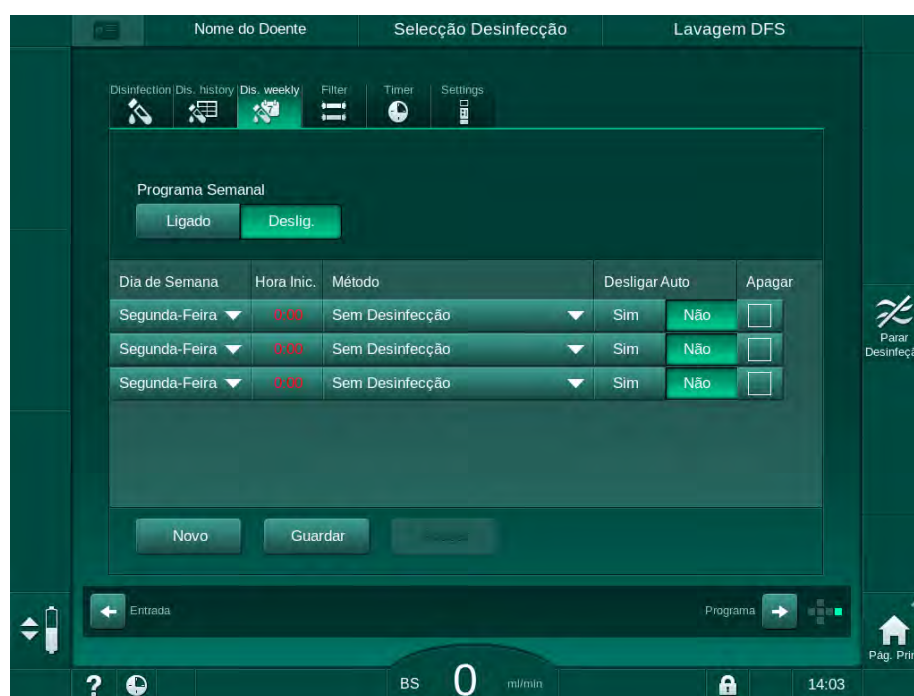 Nome do Doente Selecção Desinfecção Lavagem DFS
Disinfection Dis. history Dis. weekly Filter Timer Settings
7
Programa Semanal
Ligado Deslig.
Dia de Semana Hora Inic. Método Desligar Auto Apagar
Segunda-Feira 0:00 Sem Desinfecção Sim Não
Segunda-Feira 0:00 Sem Desinfecção Sim Não
Segunda-Feira 0:00 Sem Desinfecção Sim Não
Parar
Desinfeçã
Novo Guardar
Entrada Programa
Pág. Prin
? BS 0 ml/min 14:03